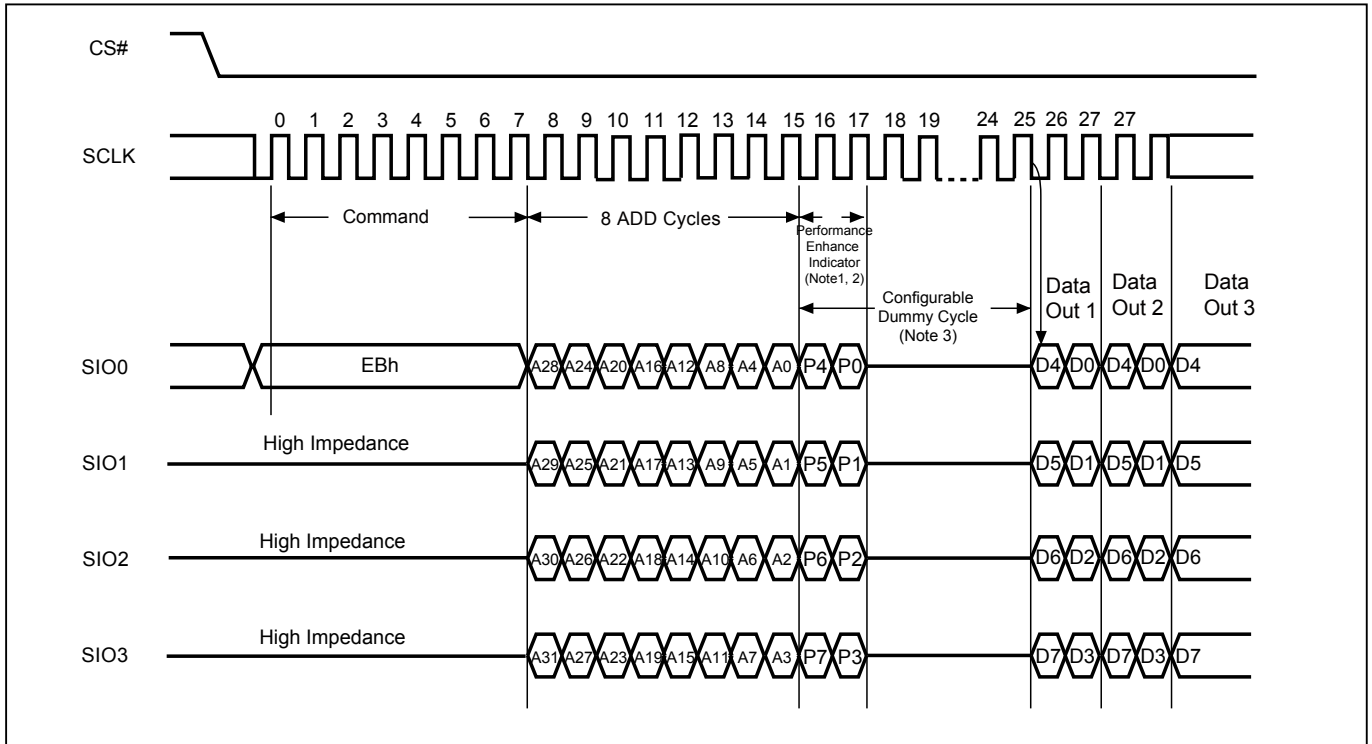 CS#
0 1 2 3 4 5 6 7 8 9 10 11 12 13 14 15 16 17 18 19 24 25 26 27 27
SCLK
Command
8 ADD Cycles
Performance
Enhance
Indicator
(Note1, 2)
Configurable
Dummy Cycle
(Note 3)
Data
Out 1
Data
Out 2
Data
Out 3
SIO0 EBh A28 A24 A20 A16 A12 A8 A4 A0 P4 P0 D4 D0 D4 D0 D4
High Impedance
SIO1 A29 A25 A21 A17 A13 A9 A5 A1 P5 P1 D5 D1 D5 D1 D5
High Impedance
SIO2 A30 A26 A22 A18 A14 A10 A6 A2 P6 P2 D6 D2 D6 D2 D6
High Impedance
SIO3 A31 A27 A23 A19 A15 A11 A7 A3 P7 P3 D7 D3 D7 D3 D7